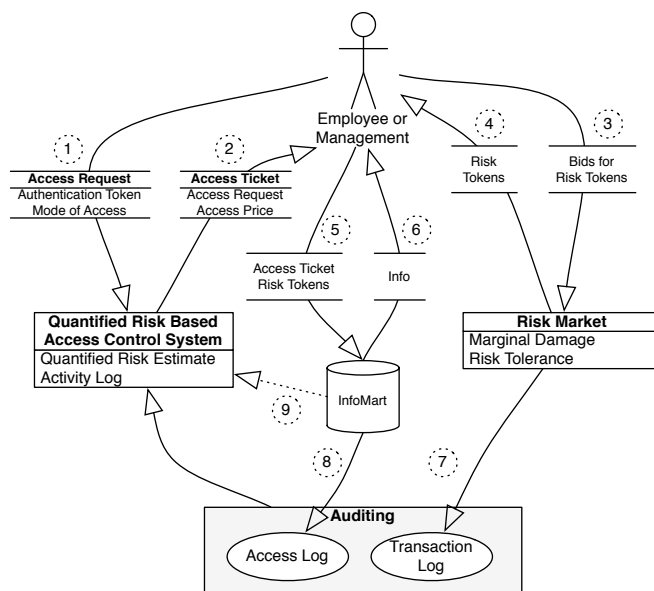 Employee or
Management
1
2
4
3
Access Request
Authentication Token
Mode of Access
Access Ticket
Access Request
Access Price
Risk
Tokens
Bids for
Risk Tokens
5
6
Access Ticket
Risk Tokens
Info
Quantified Risk Based
Access Control System
Quantified Risk Estimate
Activity Log
Risk Market
Marginal Damage
Risk Tolerance
InfoMart
9
8
7
Auditing
Access Log
Transaction
Log